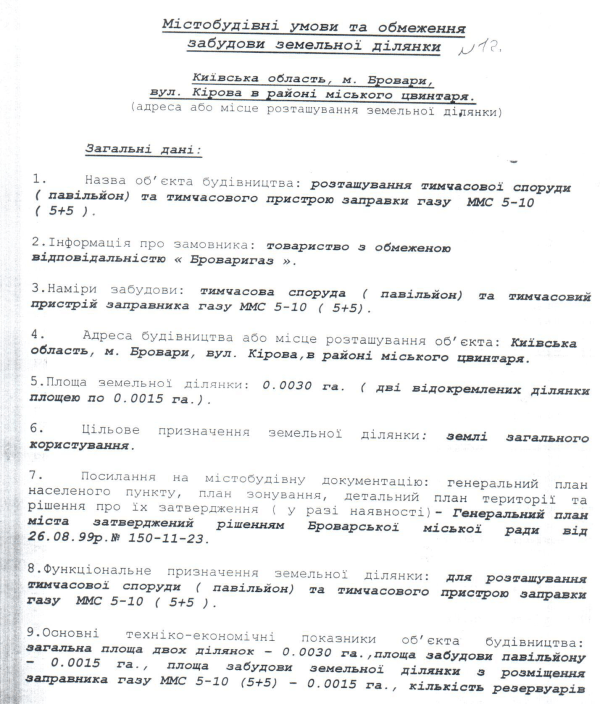 Містобудівні умови та обмеження
забудови земельної ділянки №12.
Київська область, м. Бровари,
вул. Кірова в районі міського цвинтаря.
(адреса або місце розташування земельної ділянки)
Загальні дані:
1. Назва об'єкта будівництва: розташування тимчасової споруди
( павільйон) та тимчасового пристрою заправки газу ММС 5-10
( 5+5 ).
2.Інформація про замовника: товариство з обмеженою
відповідальністю « Броваригаз ».
3.Наміри забудови: тимчасова споруда ( павільйон) та тимчасовий
пристрій заправника газу ММС 5-10 ( 5+5).
4. Адреса будівництва або місце розташування об'єкта: Київська
область, м. Бровари, вул. Кірова,в районі міського цвинтаря.
5.Площа земельної ділянки: 0.0030 га. ( дві відокремлених ділянки
площею по 0.0015 га.).
6. Цільове призначення земельної ділянки: землі загального
користування.
7. Посилання на містобудівну документацію: генеральний план
населеного пункту, план зонування, детальний план території та
рішення про їх затвердження ( у разі наявності)- Генеральний план
міста затверджений рішенням Броварської міської ради від
26.08.99р.№ 150-11-23.
8.Функціональне призначення земельної ділянки: для розташування
тимчасової споруди ( павільйон) та тимчасового пристрою заправки
газу ММС 5-10 ( 5+5 ).
9.Основні техніко-економічні показники об'єкта будівництва:
загальна площа двох ділянок – 0.0030 га.,площа забудови павільйону
– 0.0015 га., площа забудови земельної ділянки з розміщення
заправника газу ММС 5-10 (5+5) – 0.0015 га., кількість резервуарів